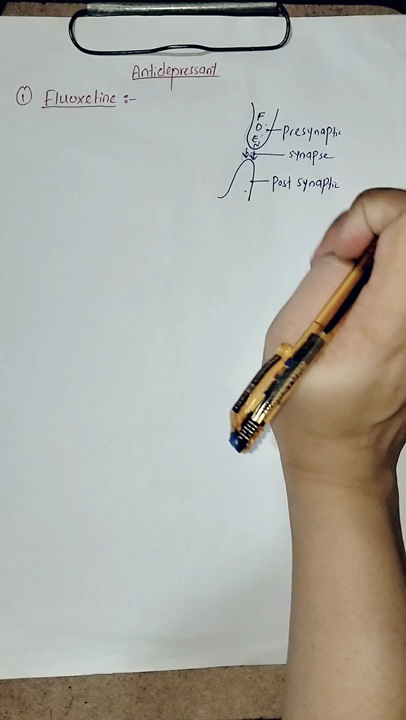 Antidepressant
① Fluoxetine :-
F
D
E
N
Presynaptic
synapse
Post synaptic